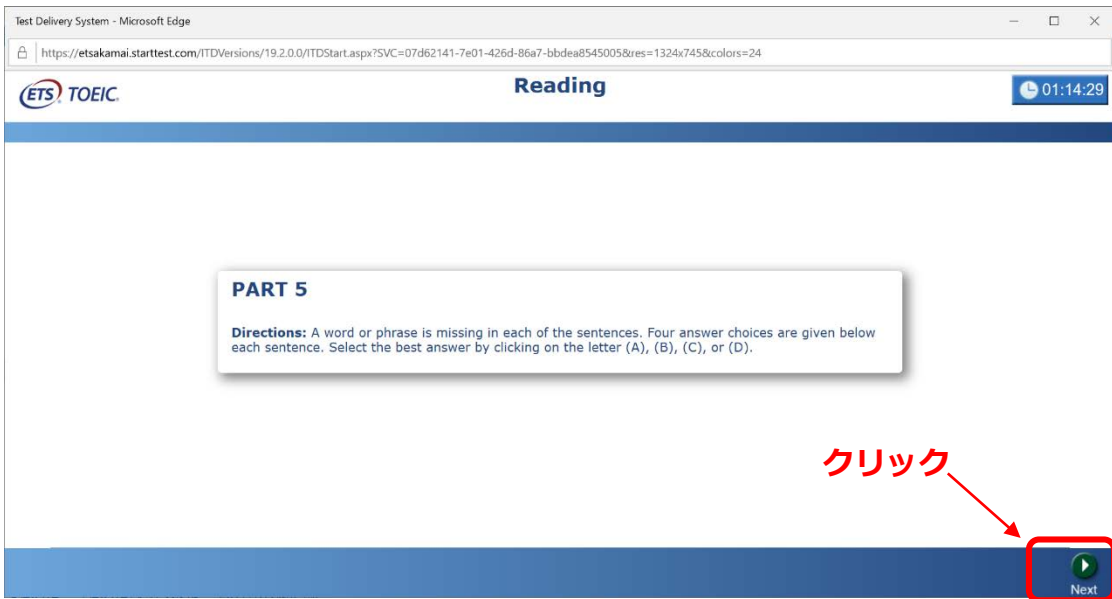 Test Delivery System - Microsoft Edge
https://etsakamai.starttest.com/ITDVersions/19.2.0.0/ITDStart.aspx?SVC=07d62141-7e01-426d-86a7-bbdea8545005&res=1324x745&colors=24
ETS TOEIC.
Reading
01:14:29
PART 5
Directions: A word or phrase is missing in each of the sentences. Four answer choices are given below
each sentence. Select the best answer by clicking on the letter (A), (B), (C), or (D).
クリック
Next